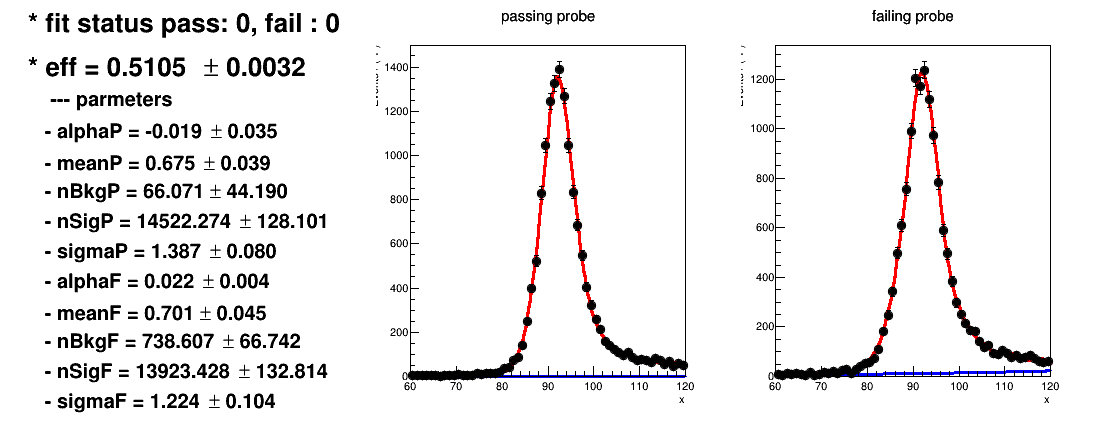 * fit status pass: 0, fail : 0
* eff = 0.5105 ± 0.0032
--- parmeters
- alphaP = -0.019 ± 0.035
- meanP = 0.675 ± 0.039
- nBkgP = 66.071 ± 44.190
- nSigP = 14522.274 ± 128.101
- sigmaP = 1.387 ± 0.080
- alphaF = 0.022 ± 0.004
- meanF = 0.701 ± 0.045
- nBkgF = 738.607 ± 66.742
- nSigF = 13923.428 ± 132.814
- sigmaF = 1.224 ± 0.104
passing probe
1400
1200
1000
800
600
400
200
0
60 70 80 90 100 110 120
x
failing probe
1200
1000
800
600
400
200
0
60 70 80 90 100 110 120
x